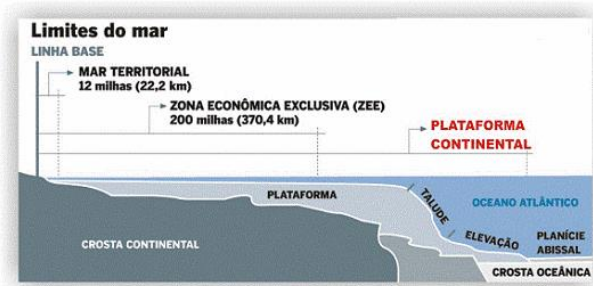 Limites do mar
LINHA BASE
MAR TERRITORIAL
12 milhas (22,2 km)
ZONA ECONÔMICA EXCLUSIVA (ZEE)
200 milhas (370,4 km)
PLATAFORMA
CONTINENTAL
PLATAFORMA
TALUDE
OCEANO ATLÂNTICO
ELEVAÇÃO
PLANÍCIE
ABISSAL
CROSTA CONTINENTAL
CROSTA OCEÂNICA